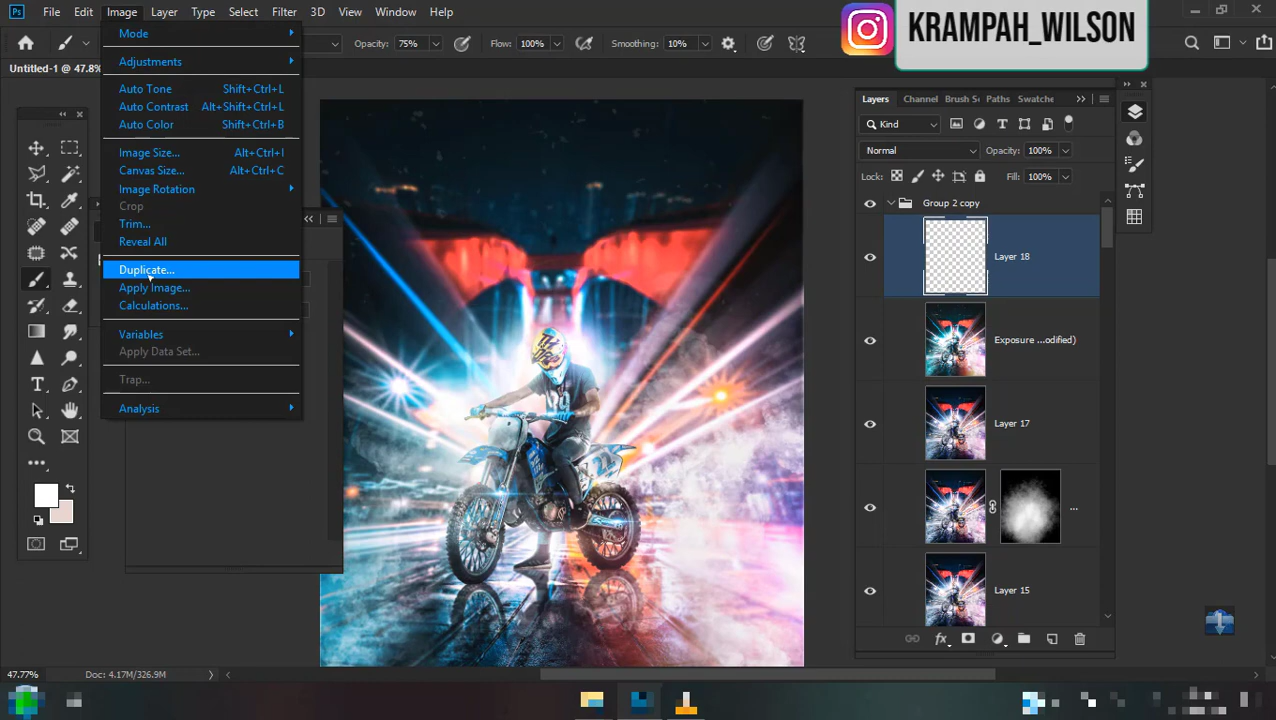 Ps File Edit Image Layer Type Select Filter 3D View Window Help
KRAMPAH_WILSON
Opacity: 75% Flow: 100% Smoothing: 10%
Untitled-1 @ 47.8%
Mode
Adjustments
Auto Tone Shift+Ctrl+L
Auto Contrast Alt+Shift+Ctrl+L
Auto Color Shift+Ctrl+B
Image Size... Alt+Ctrl+I
Canvas Size... Alt+Ctrl+C
Image Rotation
Crop
Trim...
Reveal All
Duplicate...
Apply Image...
Calculations...
Variables
Apply Data Set...
Trap...
Analysis
Layers Channel Brush Se Paths Swatche
Kind
Normal Opacity: 100%
Lock: Fill: 100%
Group 2 copy
Layer 18
Exposure ...odified)
Layer 17
...
Layer 15
fx
47.77% Doc: 4.17M/326.9M